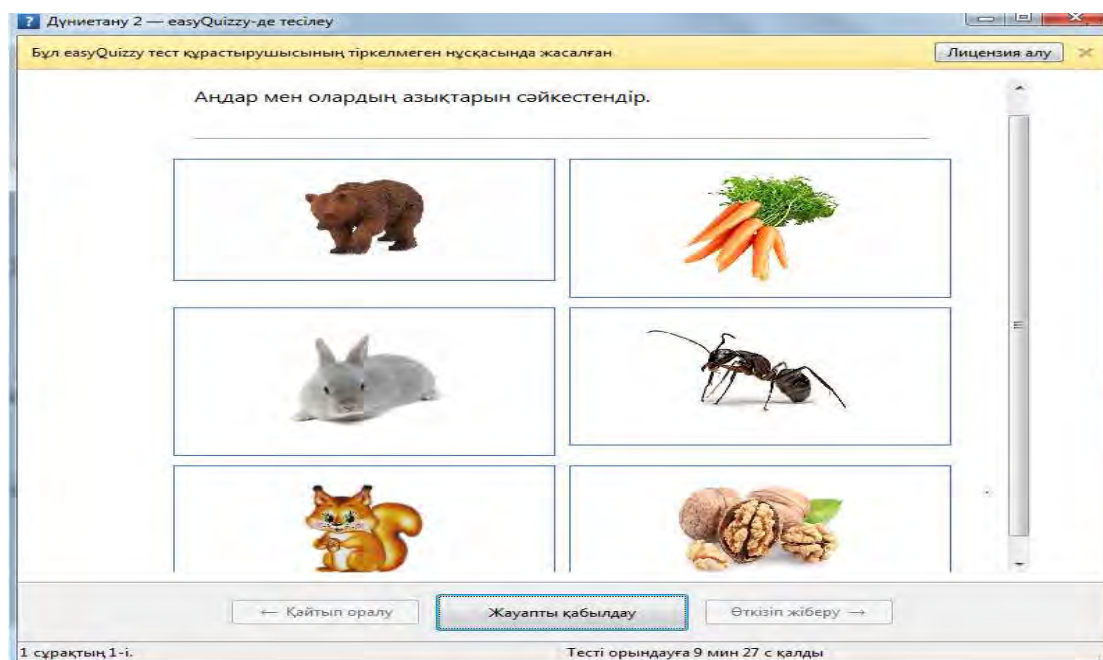 Дүниетану 2 — easyQuizzy-де тесілеу
Бұл easyQuizzy тест құрастырушысының тіркелмеген нұсқасында жасалған
Лицензия алу
Аңдар мен олардың азықтарын сәйкестендір.
← Қайтып оралу
Жауапты қабылдау
Өткізіп жіберу →
1 сұрақтың 1-і.
Тесті орындауға 9 мин 27 с қалды